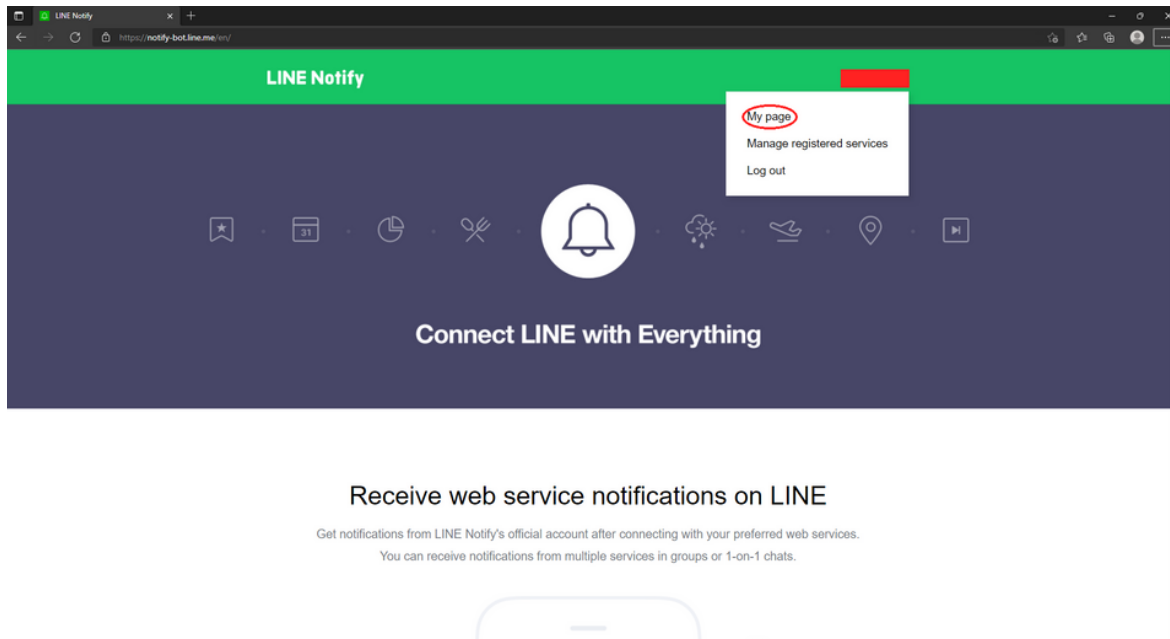 LINE Notify
https://notify-bot.line.me/en/
LINE Notify
My page
Manage registered services
Log out
31
Connect LINE with Everything
Receive web service notifications on LINE
Get notifications from LINE Notify's official account after connecting with your preferred web services.
You can receive notifications from multiple services in groups or 1-on-1 chats.